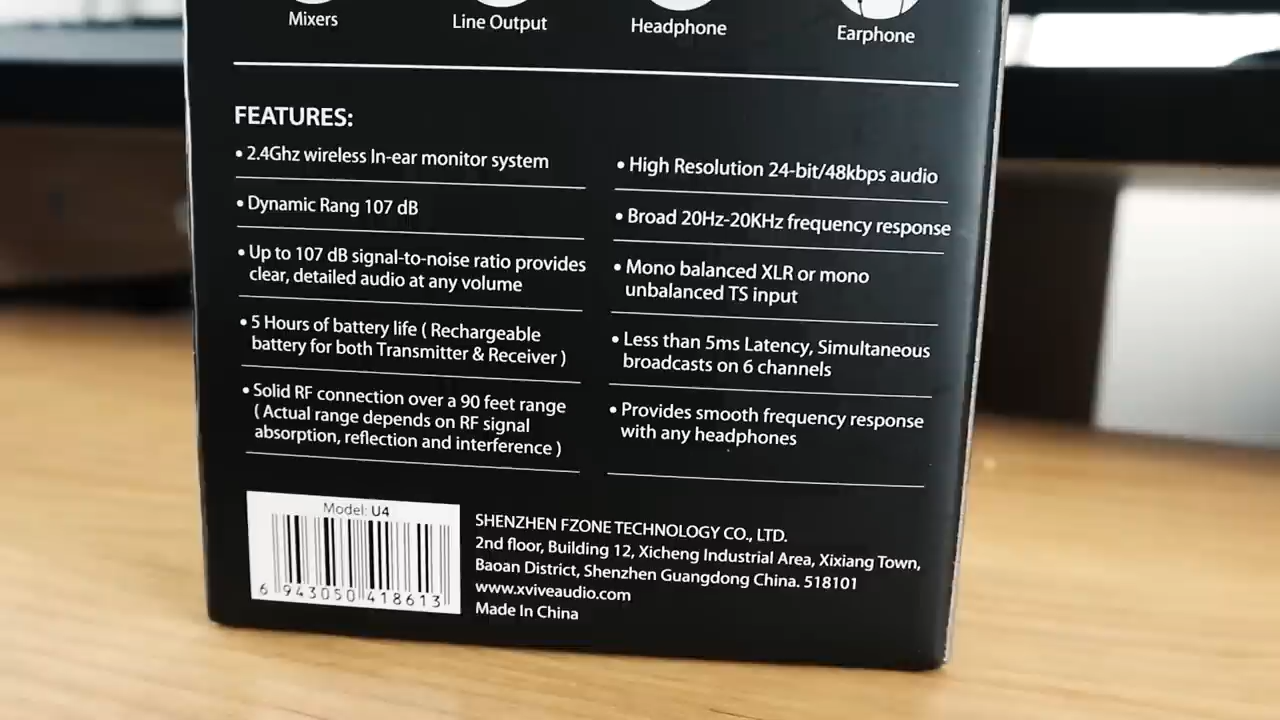 Mixers
Line Output
Headphone
Earphone
FEATURES:
• 2.4Ghz wireless In-ear monitor system
• Dynamic Rang 107 dB
• Up to 107 dB signal-to-noise ratio provides
clear, detailed audio at any volume
• 5 Hours of battery life ( Rechargeable
battery for both Transmitter & Receiver )
• Solid RF connection over a 90 feet range
( Actual range depends on RF signal
absorption, reflection and interference )
• High Resolution 24-bit/48kbps audio
• Broad 20Hz-20KHz frequency response
• Mono balanced XLR or mono
unbalanced TS input
• Less than 5ms Latency, Simultaneous
broadcasts on 6 channels
• Provides smooth frequency response
with any headphones
Model: U4
6 943050 418613
SHENZHEN FZONE TECHNOLOGY CO., LTD.
2nd floor, Building 12, Xicheng Industrial Area, Xixiang Town,
Baoan District, Shenzhen Guangdong China. 518101
www.xviveaudio.com
Made In China